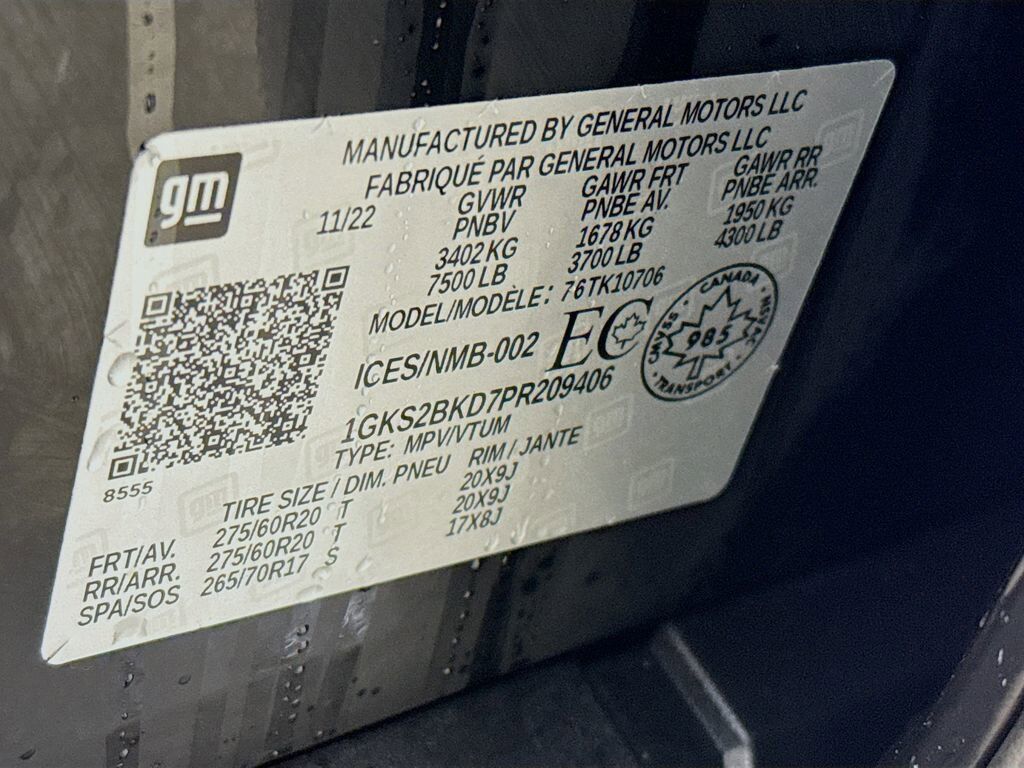 gm
MANUFACTURED BY GENERAL MOTORS LLC
FABRIQUÉ PAR GENERAL MOTORS LLC
11/22 GVWR GAWR FRT GAWR RR
PNBV PNBE AV. PNBE ARR.
3402 KG 1678 KG 1950 KG
7500 LB 3700 LB 4300 LB
MODEL/MODÈLE: 76TK10706
ICES/NMB-002 EC
CANADA
CMVSS 985 NSVAC
TRANSPORT
1GKS2BKD7PR209406
TYPE: MPV/VTUM
8555
TIRE SIZE / DIM. PNEU RIM / JANTE
FRT/AV. 275/60R20 T 20X9J
RR/ARR. 275/60R20 T 20X9J
SPA/SOS 265/70R17 S 17X8J